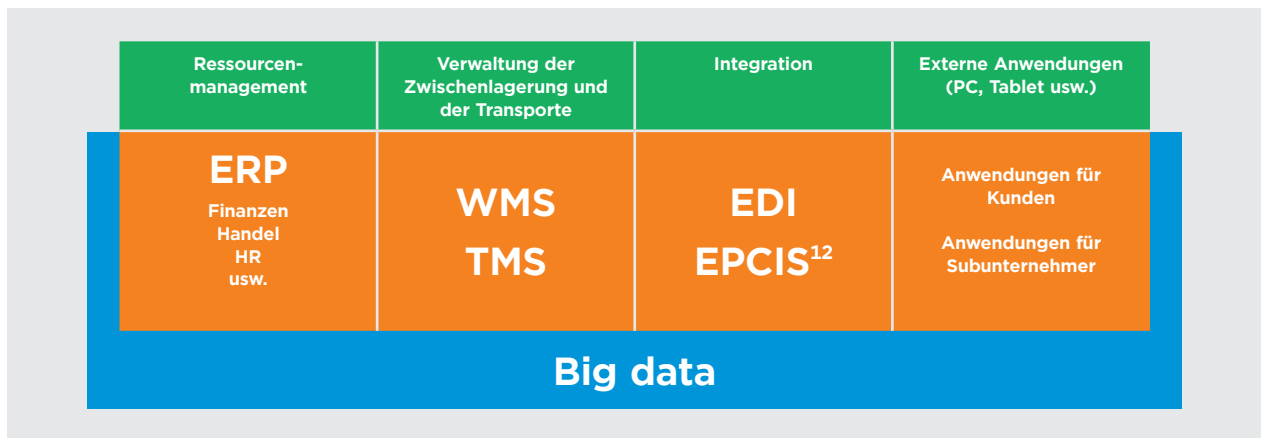 Ressourcen-
management
Verwaltung der
Zwischenlagerung und
der Transporte
Integration
Externe Anwendungen
(PC, Tablet usw.)
ERP
Finanzen
Handel
HR
usw.
WMS
TMS
EDI
EPCIS¹²
Anwendungen für
Kunden
Anwendungen für
Subunternehmer
Big data